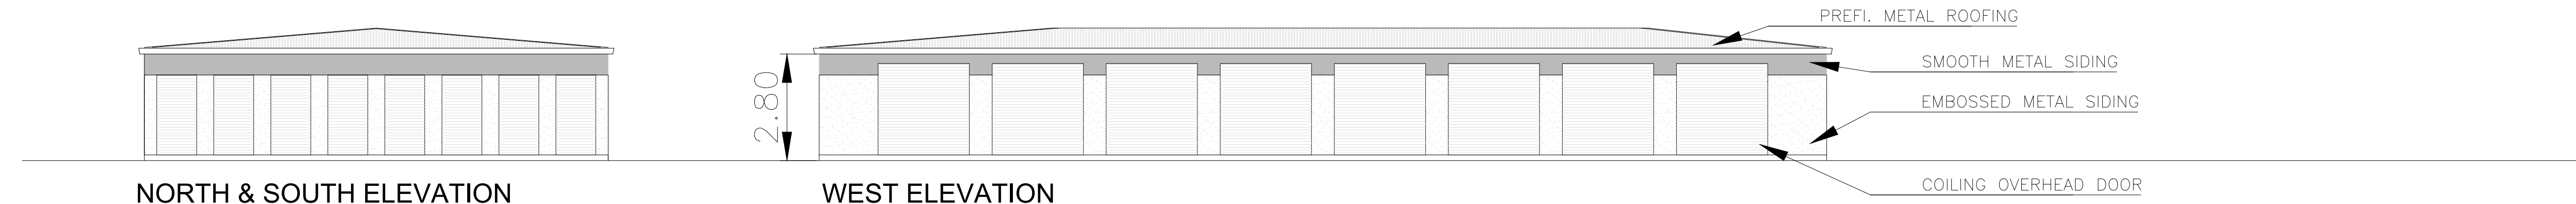 PREFI. METAL ROOFING
SMOOTH METAL SIDING
2.80
EMBOSSED METAL SIDING
COILING OVERHEAD DOOR
NORTH & SOUTH ELEVATION
WEST ELEVATION